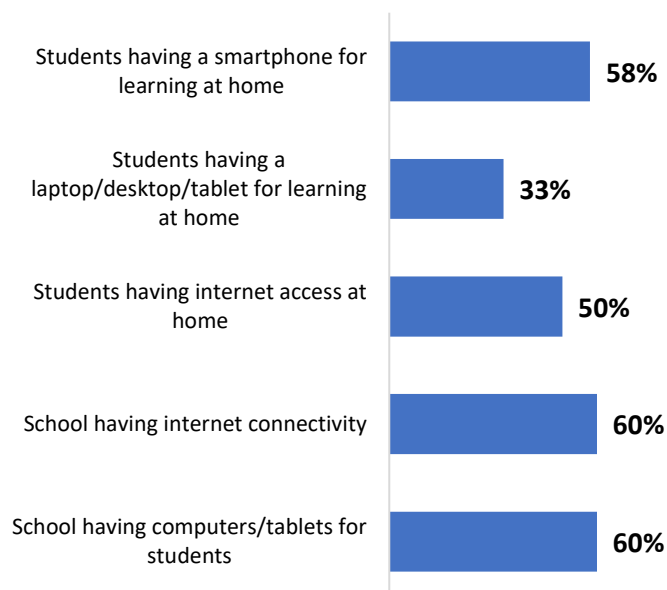 Students having a smartphone for
learning at home
58%
Students having a
laptop/desktop/tablet for learning
at home
33%
Students having internet access at
home
50%
School having internet connectivity
60%
School having computers/tablets for
students
60%